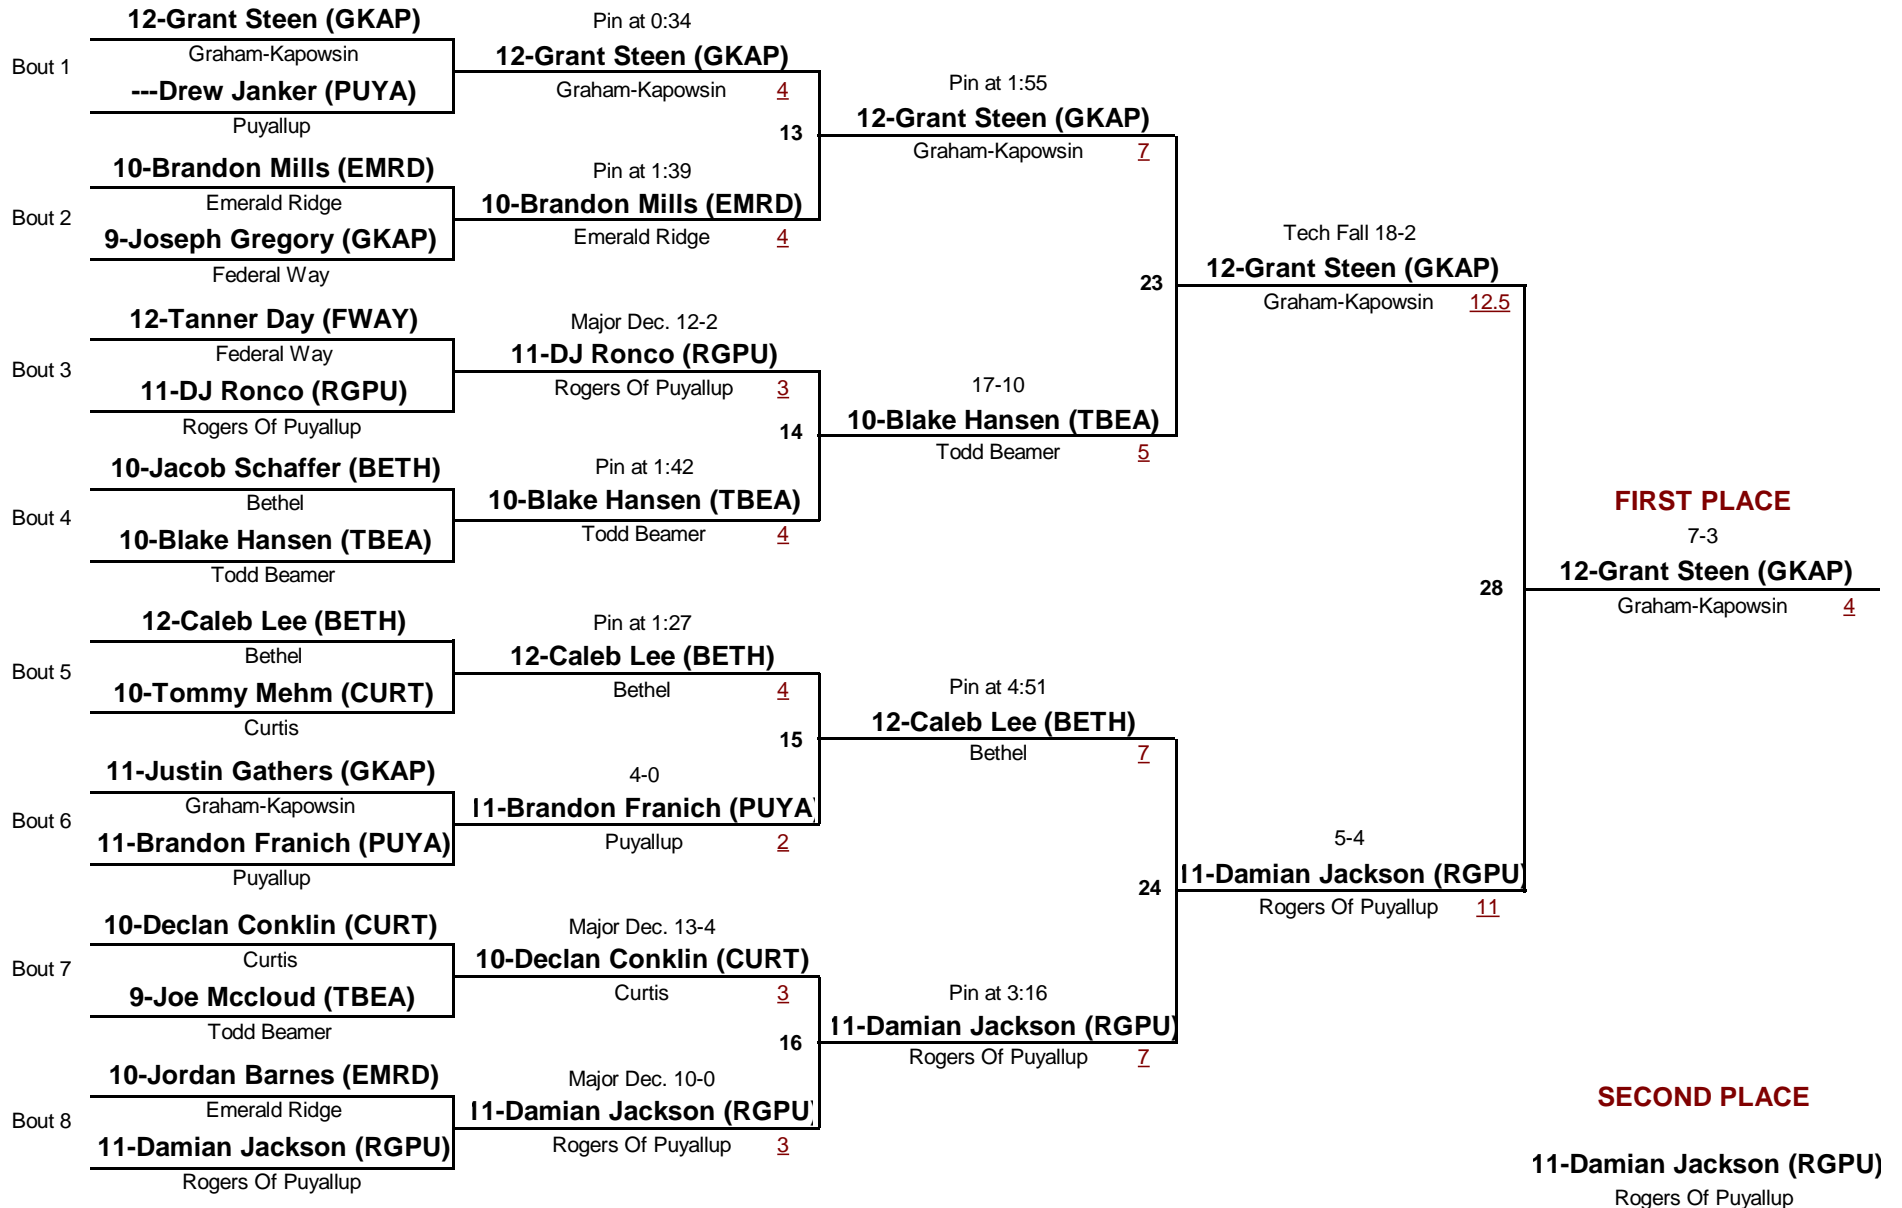 12-Grant Steen (GKAP)
Bout 1
Graham-Kapowsin
---Drew Janker (PUYA)
Puyallup
10-Brandon Mills (EMRD)
Bout 2
Emerald Ridge
9-Joseph Gregory (GKAP)
Federal Way
12-Tanner Day (FWAY)
Bout 3
Federal Way
11-DJ Ronco (RGPU)
Rogers Of Puyallup
10-Jacob Schaffer (BETH)
Bout 4
Bethel
10-Blake Hansen (TBEA)
Todd Beamer
12-Caleb Lee (BETH)
Bout 5
Bethel
10-Tommy Mehm (CURT)
Curtis
11-Justin Gathers (GKAP)
Bout 6
Graham-Kapowsin
11-Brandon Franich (PUYA)
Puyallup
10-Declan Conklin (CURT)
Bout 7
Curtis
9-Joe Mccloud (TBEA)
Todd Beamer
10-Jordan Barnes (EMRD)
Bout 8
Emerald Ridge
11-Damian Jackson (RGPU)
Rogers Of Puyallup
Pin at 0:34
12-Grant Steen (GKAP)
Graham-Kapowsin 4
13
Pin at 1:39
10-Brandon Mills (EMRD)
Emerald Ridge 4
Major Dec. 12-2
11-DJ Ronco (RGPU)
Rogers Of Puyallup 3
14
Pin at 1:42
10-Blake Hansen (TBEA)
Todd Beamer 4
Pin at 1:27
12-Caleb Lee (BETH)
Bethel 4
15
4-0
11-Brandon Franich (PUYA)
Puyallup 2
Major Dec. 13-4
10-Declan Conklin (CURT)
Curtis 3
16
Major Dec. 10-0
11-Damian Jackson (RGPU)
Rogers Of Puyallup 3
Pin at 1:55
12-Grant Steen (GKAP)
Graham-Kapowsin 7
23
17-10
10-Blake Hansen (TBEA)
Todd Beamer 5
Pin at 4:51
12-Caleb Lee (BETH)
Bethel 7
24
Pin at 3:16
11-Damian Jackson (RGPU)
Rogers Of Puyallup 7
Tech Fall 18-2
12-Grant Steen (GKAP)
Graham-Kapowsin 12.5
28
5-4
11-Damian Jackson (RGPU)
Rogers Of Puyallup 11
FIRST PLACE
7-3
12-Grant Steen (GKAP)
Graham-Kapowsin 4
SECOND PLACE
11-Damian Jackson (RGPU)
Rogers Of Puyallup